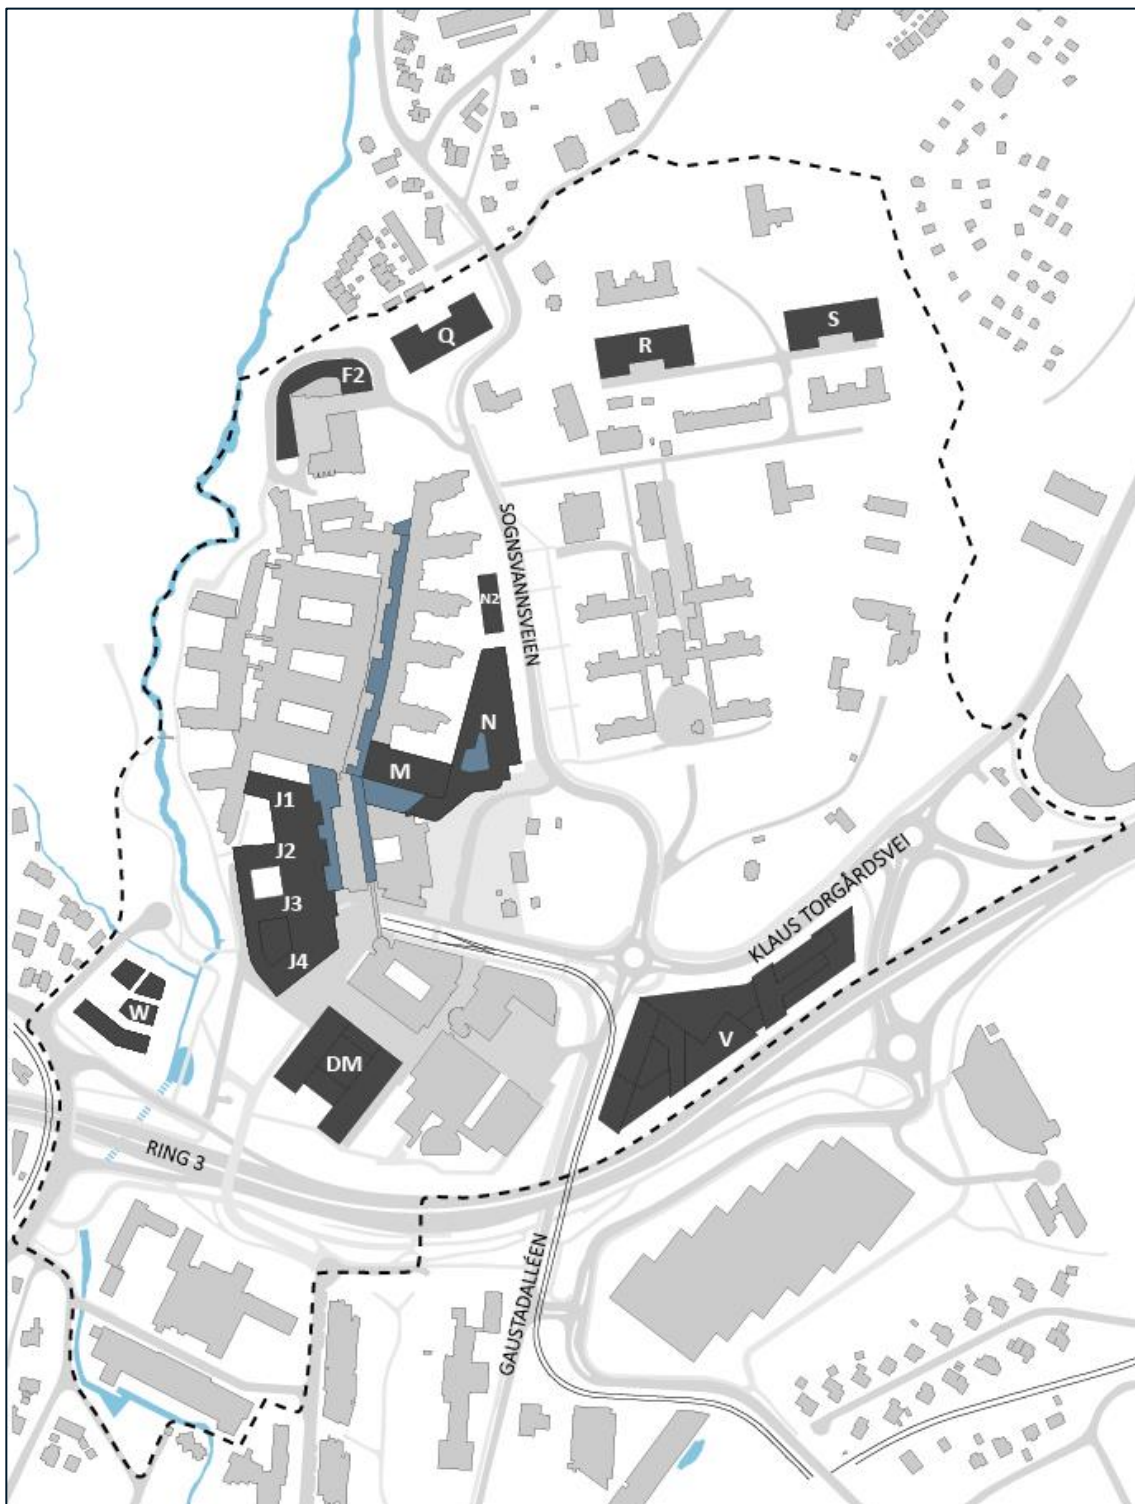 S
Q
R
F2
SOGNSVANNSVEIEN
N2
N
M
J1
J2
KLAUS TORGÅRDSVEI
J3
J4
W
V
DM
RING 3
GAUSTADALLÉEN